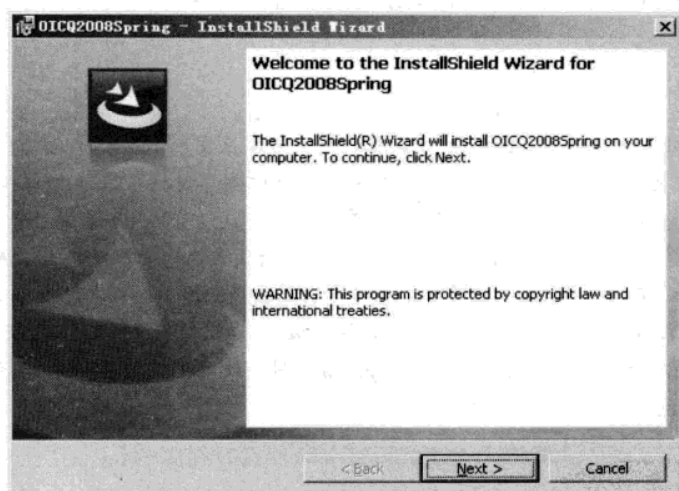 OICQ2008Spring - InstallShield Wizard
Welcome to the InstallShield Wizard for
OICQ2008Spring
The InstallShield(R) Wizard will install OICQ2008Spring on your
computer. To continue, click Next.
WARNING: This program is protected by copyright law and
international treaties.
< Back
Next >
Cancel